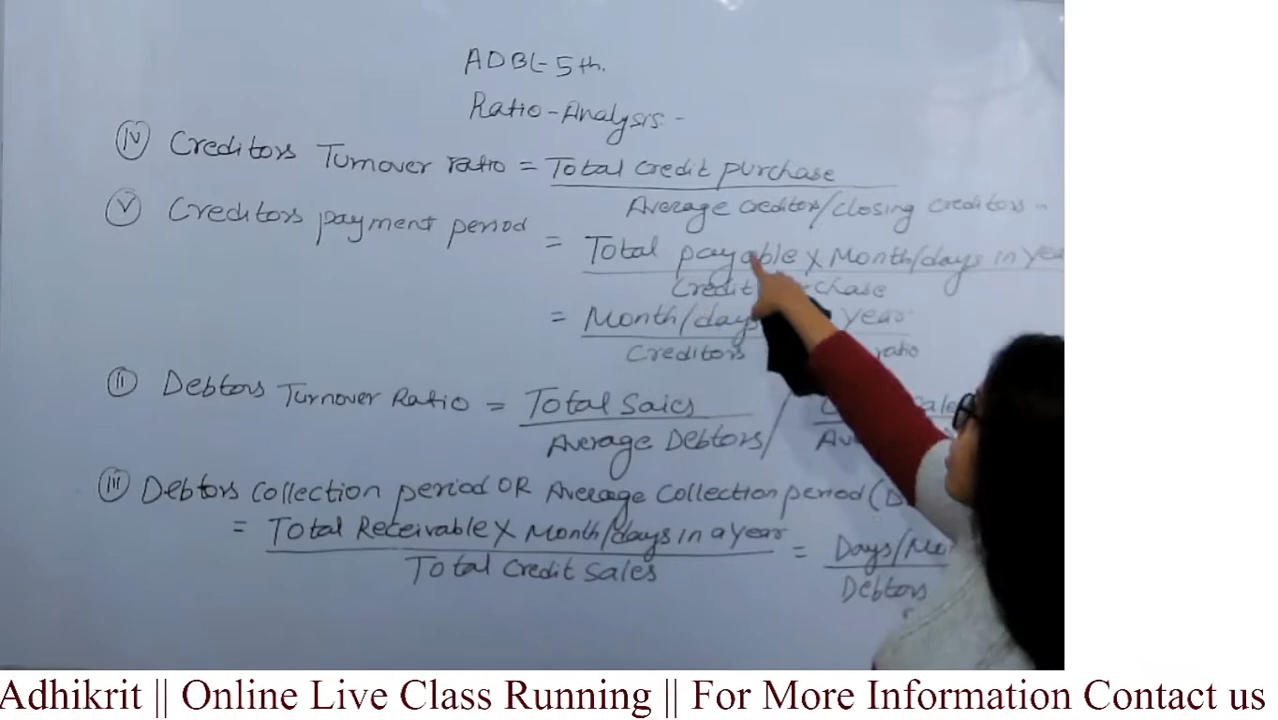 ADBL-5th.
Ratio-Analysis-
(iv) Creditors Turnover ratio = Total credit purchase
Average creditors/closing creditors
(v) Creditors payment period = Total payable x Month/days in
Credit
= Month/days year
Creditors ratio
(ii) Debtors Turnover Ratio = Total Sales /
Average Debtors/
(iii) Debtors collection period OR Average Collection period (D
= Total Receivable x Month/days in a year = Days/Mo
Total Credit Sales Debtors
Adhikrit || Online Live Class Running || For More Information Contact us